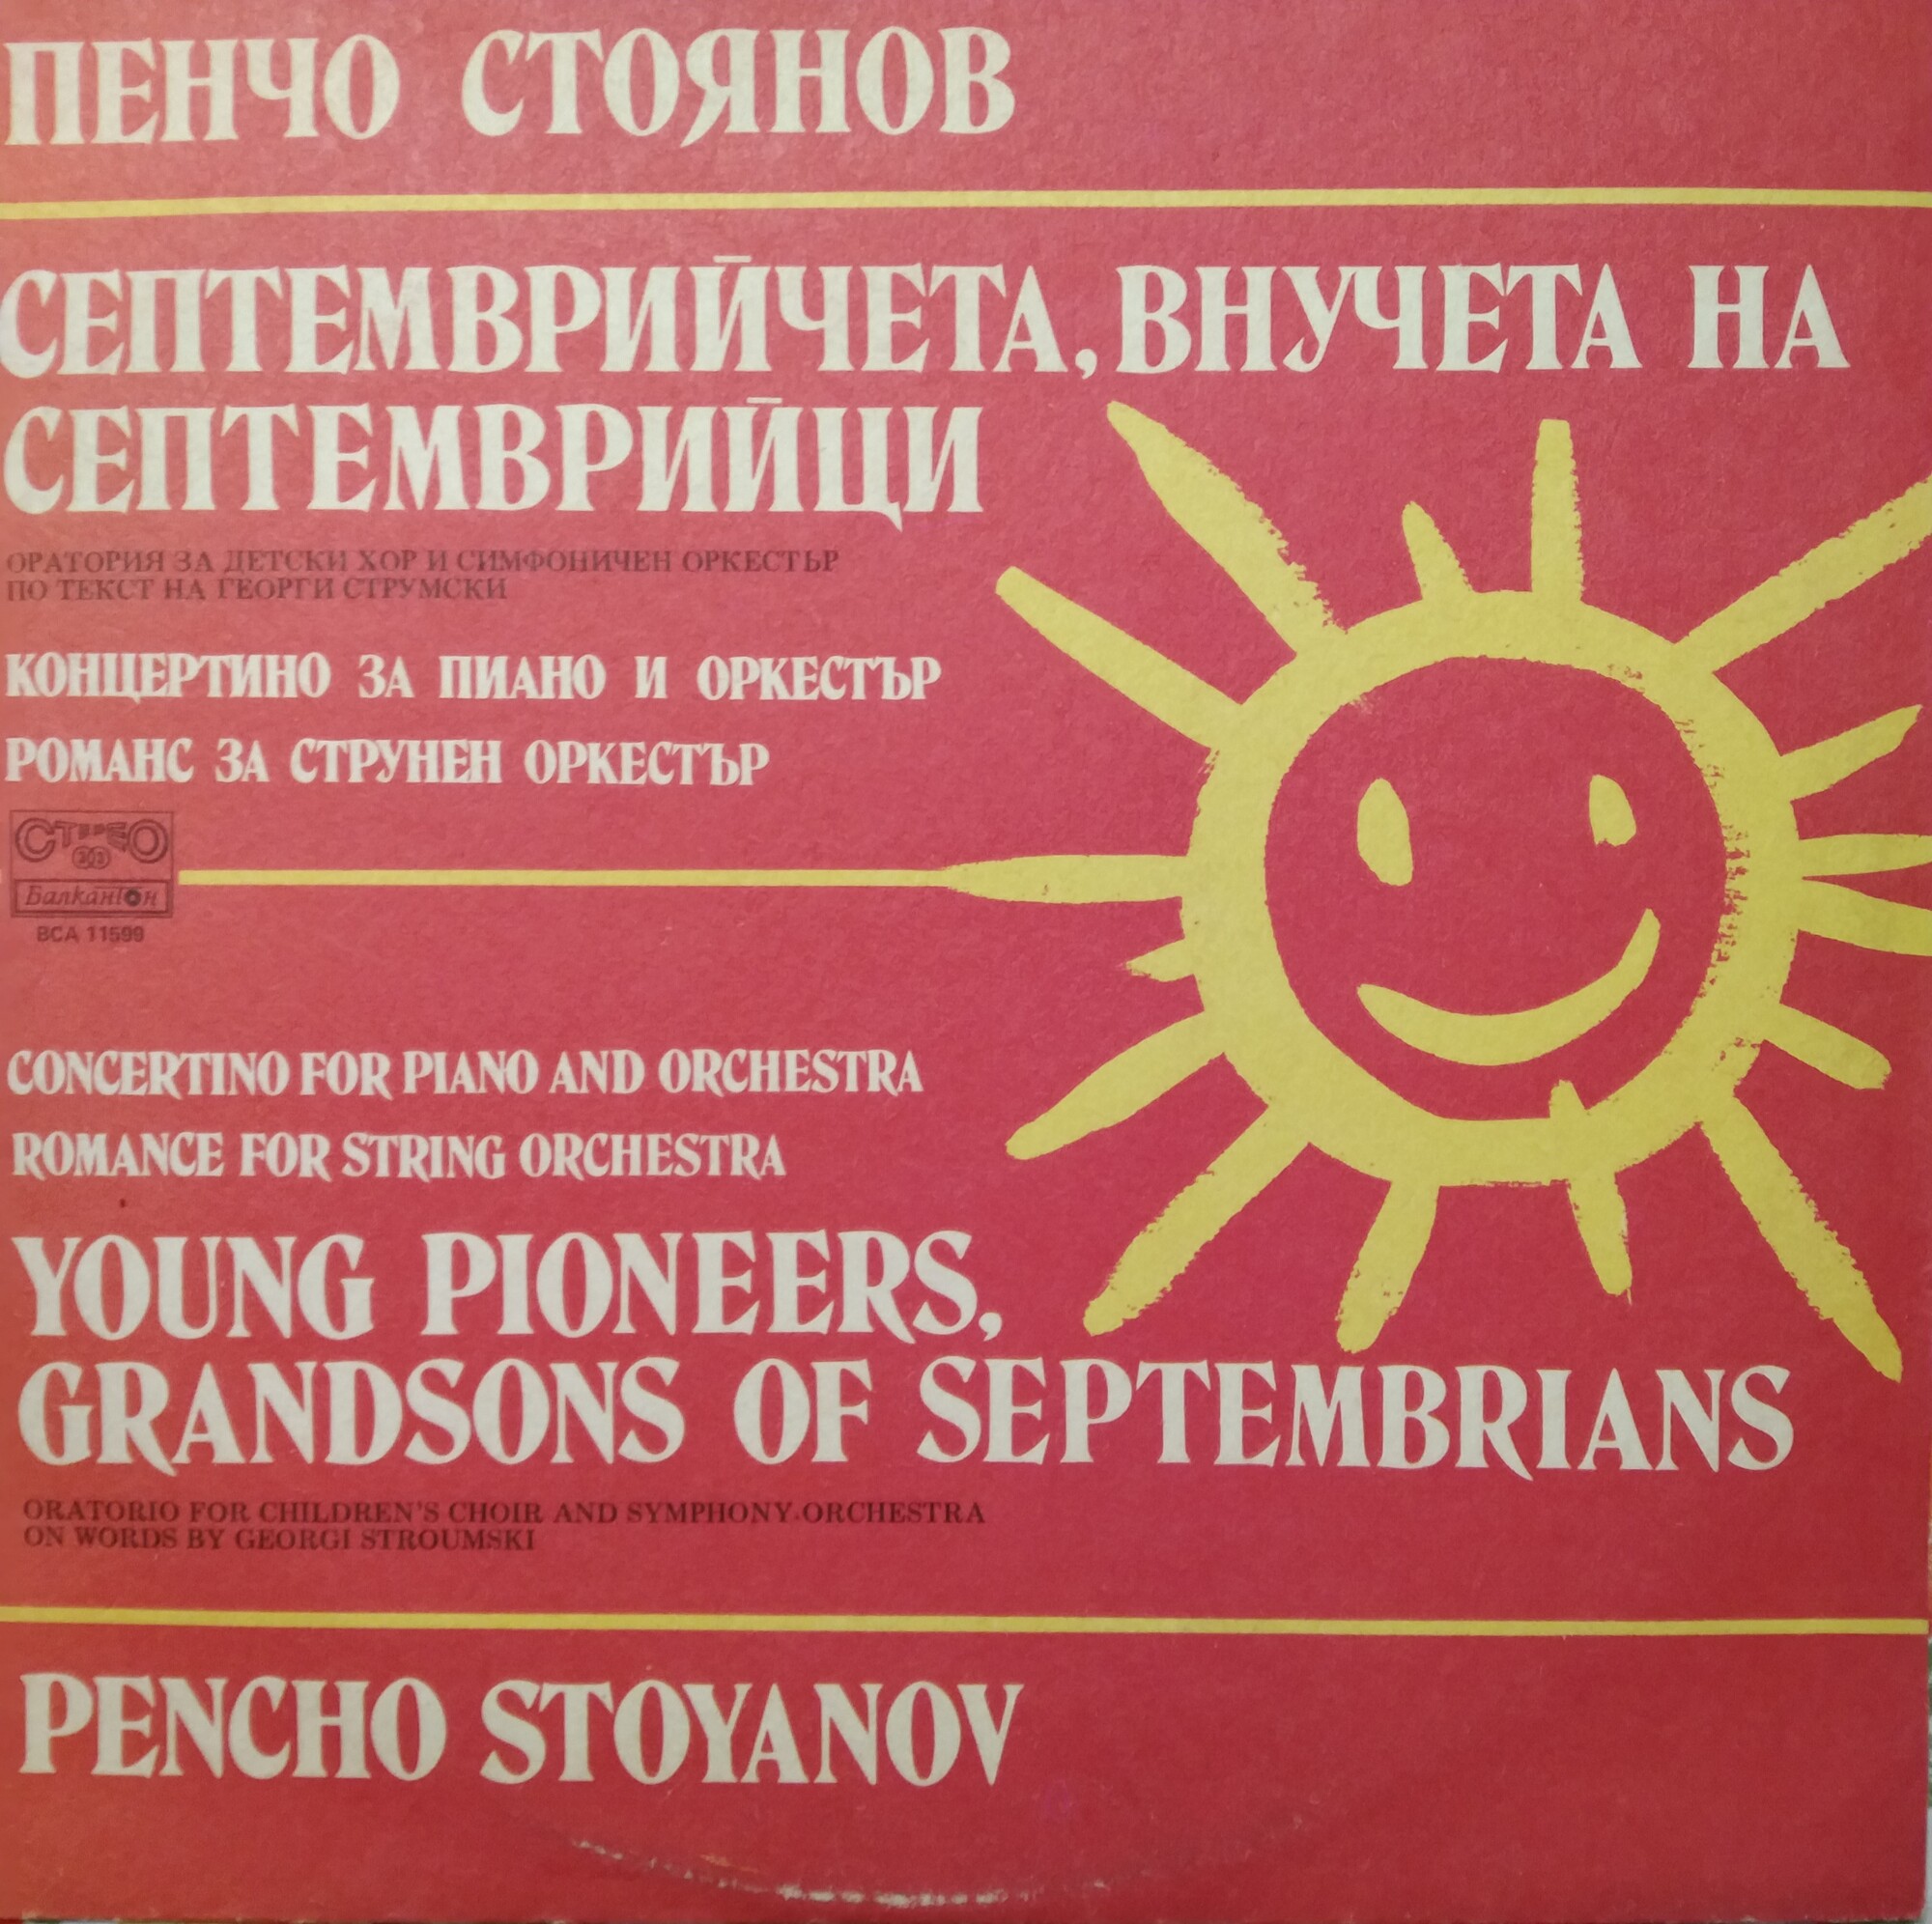 ПЕНЧО СТОЯНОВ
СЕПТЕМВРИЙЧЕТА, ВНУЧЕТА НА
СЕПТЕМВРИЙЦИ
ОРАТОРИЯ ЗА ДЕТСКИ ХОР И СИМФОНИЧЕН ОРКЕСТЪР
ПО ТЕКСТ НА ГЕОРГИ СТРУМСКИ
КОНЦЕРТИНО ЗА ПИАНО И ОРКЕСТЪР
РОМАНС ЗА СТРУНЕН ОРКЕСТЪР
СТЕРЕО
33
Балкантон
ВСА 11599
CONCERTINO FOR PIANO AND ORCHESTRA
ROMANCE FOR STRING ORCHESTRA
YOUNG PIONEERS,
GRANDSONS OF SEPTEMBRIANS
ORATORIO FOR CHILDREN'S CHOIR AND SYMPHONY ORCHESTRA
ON WORDS BY GEORGI STROUMSKI
PENCHO STOYANOV